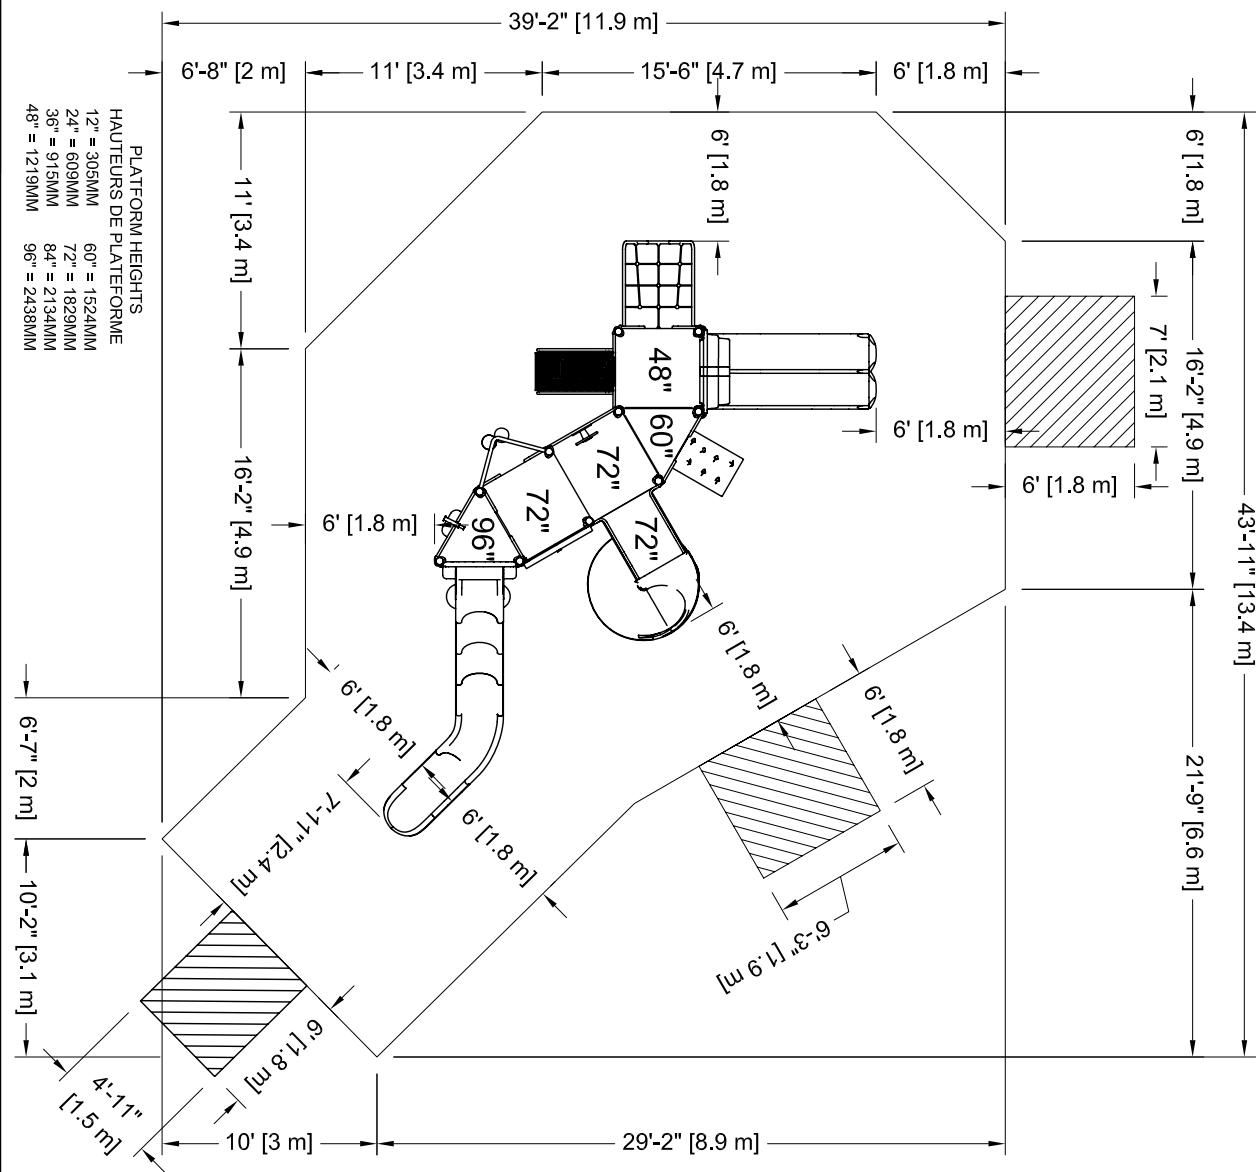 39'-2" [11.9 m]
6'-8" [2 m]
11' [3.4 m]
15'-6" [4.7 m]
6' [1.8 m]
PLATFORM HEIGHTS
HAUTEURS DE PLATEFORME
12" = 305MM 60" = 1524MM
24" = 609MM 72" = 1829MM
36" = 915MM 84" = 2134MM
48" = 1219MM 96" = 2438MM
11' [3.4 m]
6' [1.8 m]
6' [1.8 m]
7' [2.1 m]
16'-2" [4.9 m]
48"
60"
6' [1.8 m]
72"
72"
72"
96"
16'-2" [4.9 m]
6' [1.8 m]
6' [1.8 m]
43'-11" [13.4 m]
6' [1.8 m]
6' [1.8 m]
6' [1.8 m]
6'-7" [2 m]
7'-11" [2.4 m]
6' [1.8 m]
21'-9" [6.6 m]
10'-2" [3.1 m]
6'-3" [1.9 m]
6' [1.8 m]
4'-11"
[1.5 m]
10' [3 m]
29'-2" [8.9 m]